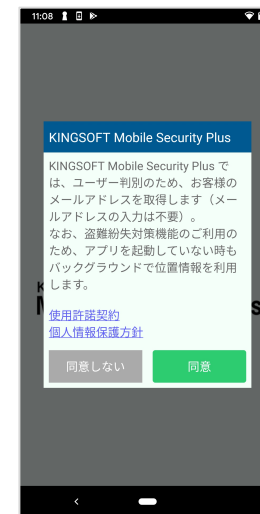 11:08
KINGSOFT Mobile Security Plus
KINGSOFT Mobile Security Plus で
は、ユーザー判別のため、お客様の
メールアドレスを取得します（メー
ルアドレスの入力は不要）。
なお、盗難紛失対策機能のご利用の
ため、アプリを起動していない時も
バックグラウンドで位置情報を利用
します。
使用許諾契約
個人情報保護方針
同意しない
同意